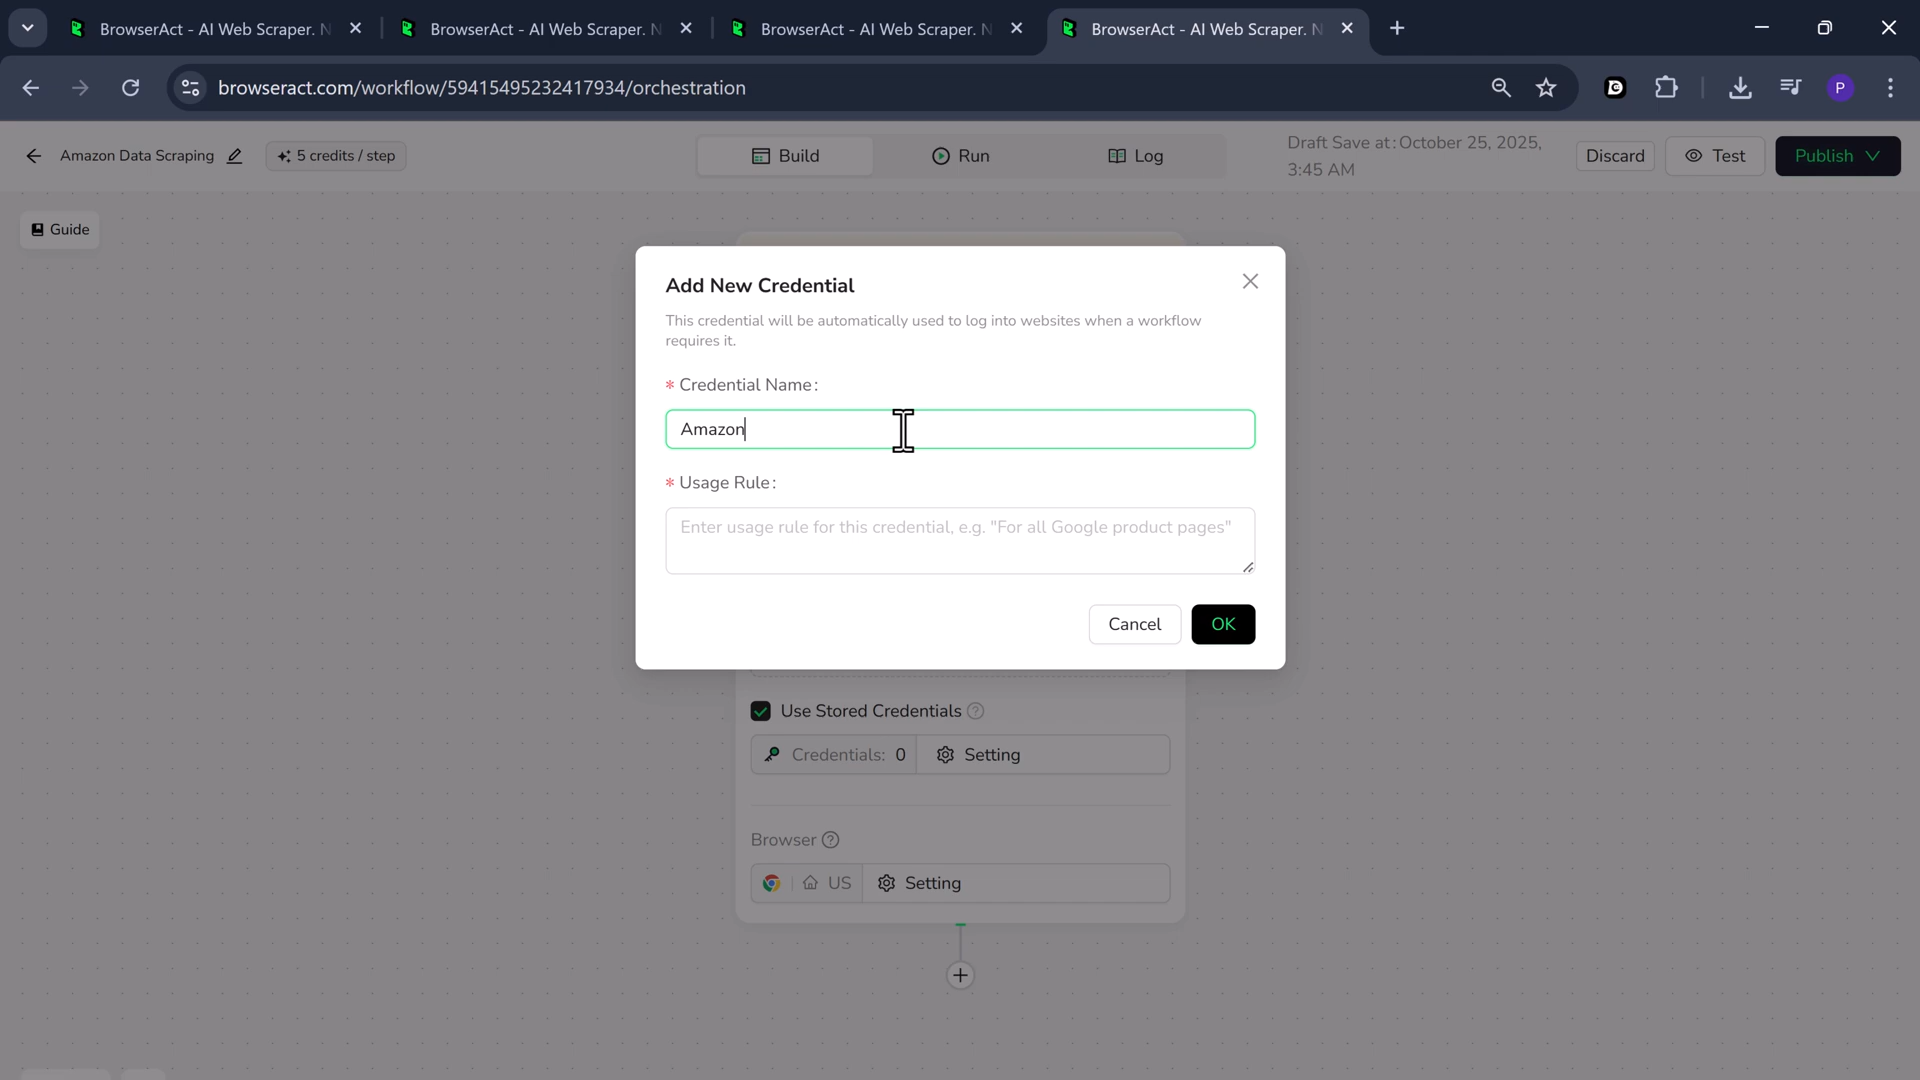 BrowserAct - AI Web Scraper. N
BrowserAct - AI Web Scraper. N
BrowserAct - AI Web Scraper. N
BrowserAct - AI Web Scraper. N
browseract.com/workflow/59415495232417934/orchestration
P
Amazon Data Scraping
5 credits / step
Build
Run
Log
Draft Save at: October 25, 2025,
3:45 AM
Discard
Test
Publish
Guide
Add New Credential
This credential will be automatically used to log into websites when a workflow
requires it.
* Credential Name:
Amazon
* Usage Rule:
Enter usage rule for this credential, e.g. "For all Google product pages"
Cancel
OK
Use Stored Credentials
Credentials: 0
Setting
Browser
US
Setting